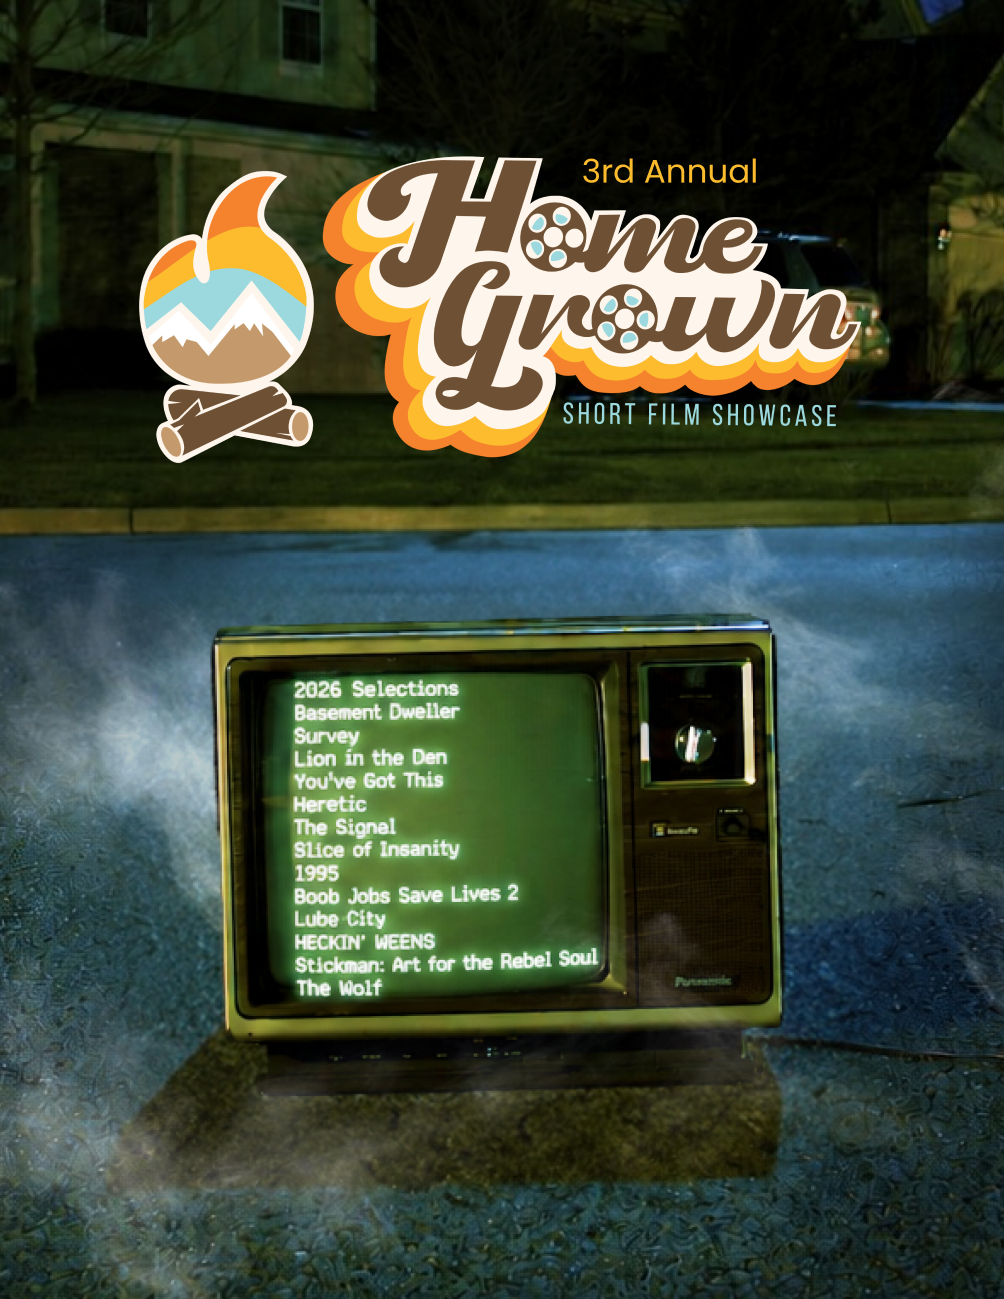 3rd Annual
Home
Grown
SHORT FILM SHOWCASE
2026 Selections
Basement Dweller
Survey
Lion in the Den
You've Got This
Heretic
The Signal
Slice of Insanity
1995
Boob Jobs Save Lives 2
Lube City
HECKIN' WEENS
Stickman: Art for the Rebel Soul
The Wolf
Panasonic